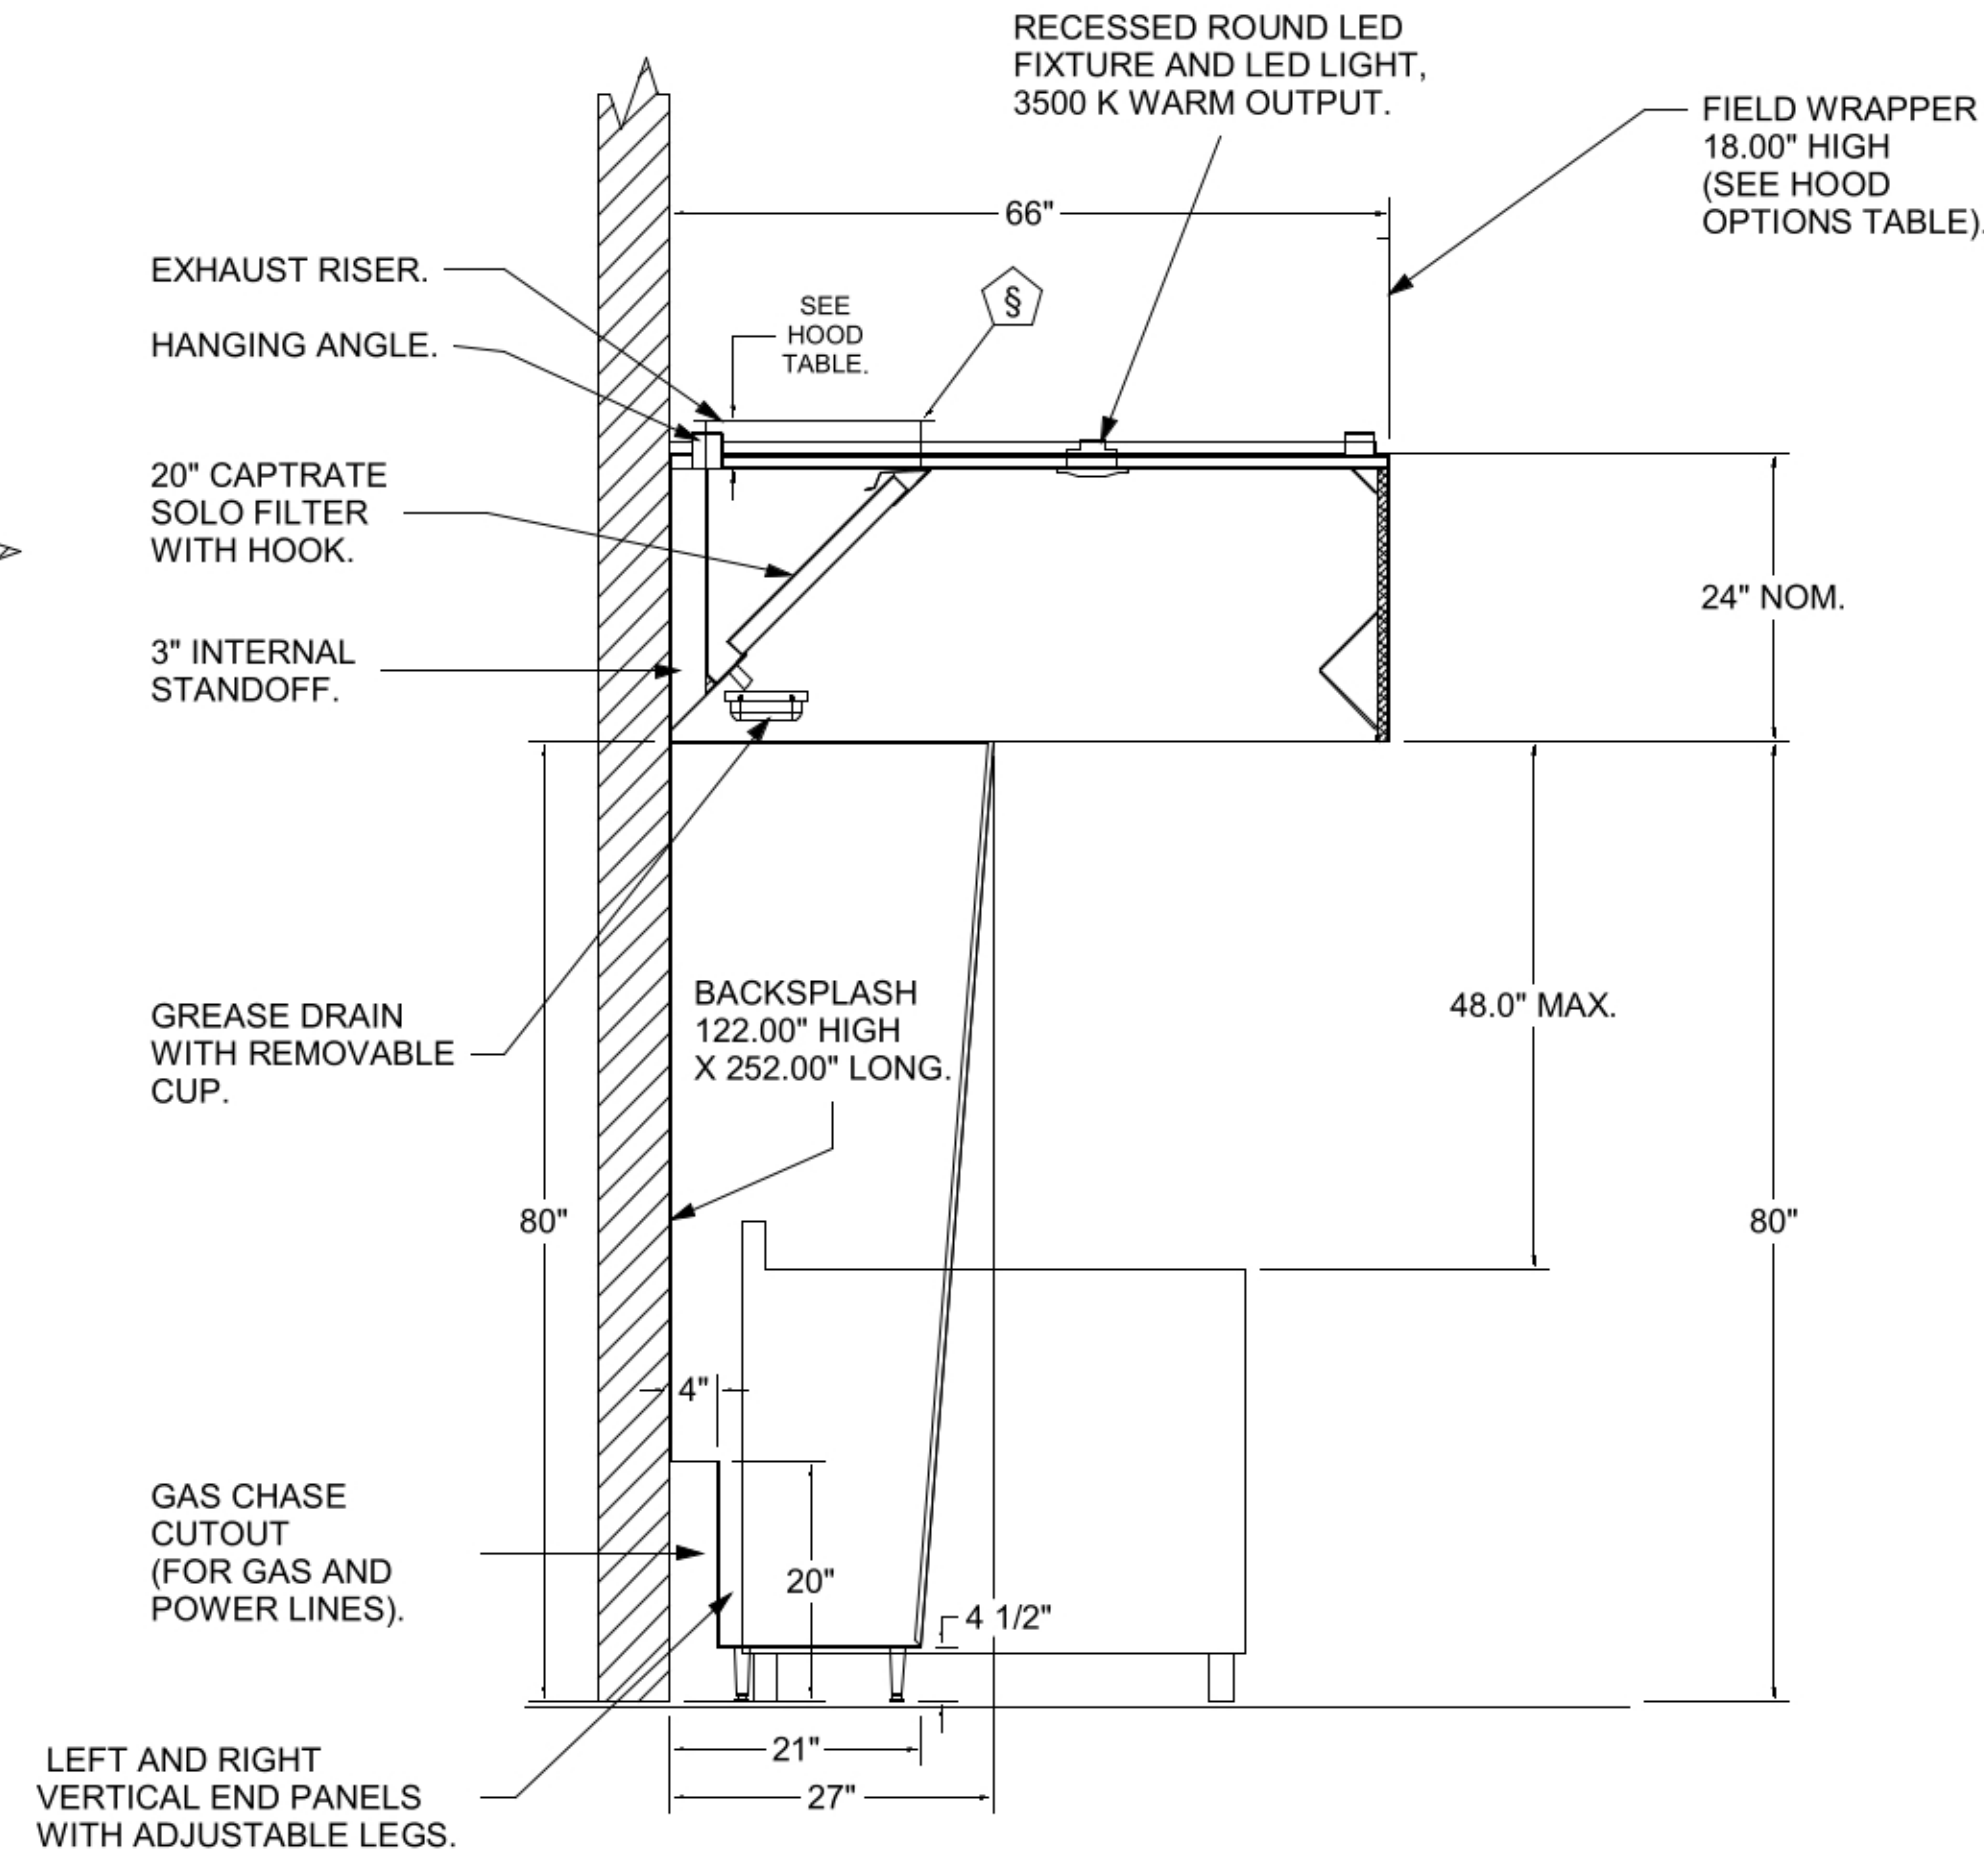 RECESSED ROUND LED
FIXTURE AND LED LIGHT,
3500 K WARM OUTPUT.
FIELD WRAPPER
18.00" HIGH
(SEE HOOD
OPTIONS TABLE).
66"
EXHAUST RISER.
SEE
HOOD
TABLE.
§
HANGING ANGLE.
20" CAPTRATE
SOLO FILTER
WITH HOOK.
24" NOM.
3" INTERNAL
STANDOFF.
BACKSPLASH
122.00" HIGH
X 252.00" LONG.
48.0" MAX.
GREASE DRAIN
WITH REMOVABLE
CUP.
80"
80"
4"
GAS CHASE
CUTOUT
(FOR GAS AND
POWER LINES).
20"
4 1/2"
21"
27"
LEFT AND RIGHT
VERTICAL END PANELS
WITH ADJUSTABLE LEGS.